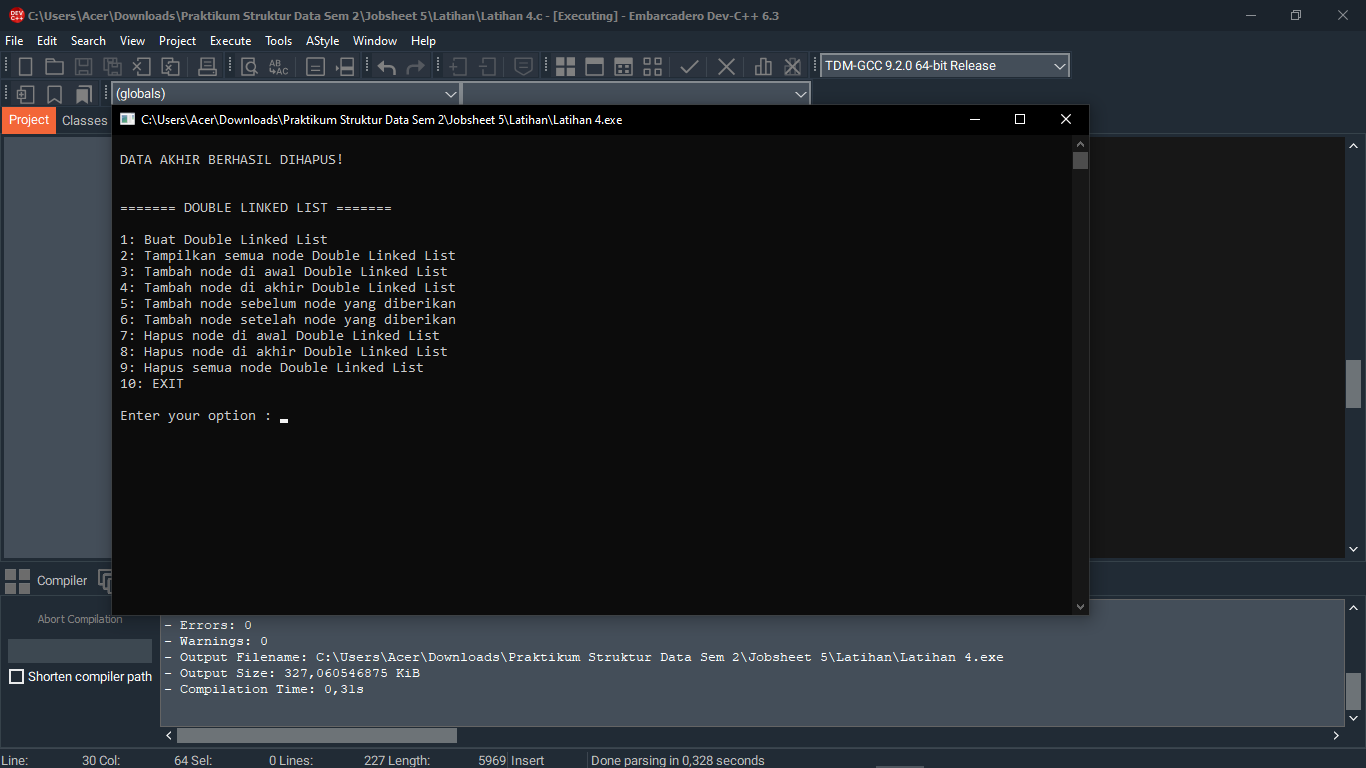 C:\Users\Acer\Downloads\Praktikum Struktur Data Sem 2\Jobsheet 5\Latihan\Latihan 4.c - [Executing] - Embarcadero Dev-C++ 6.3
File Edit Search View Project Execute Tools AStyle Window Help
TDM-GCC 9.2.0 64-bit Release
(globals)
Project Classes
C:\Users\Acer\Downloads\Praktikum Struktur Data Sem 2\Jobsheet 5\Latihan\Latihan 4.exe
DATA AKHIR BERHASIL DIHAPUS!
======= DOUBLE LINKED LIST =======
1: Buat Double Linked List
2: Tampilkan semua node Double Linked List
3: Tambah node di awal Double Linked List
4: Tambah node di akhir Double Linked List
5: Tambah node sebelum node yang diberikan
6: Tambah node setelah node yang diberikan
7: Hapus node di awal Double Linked List
8: Hapus node di akhir Double Linked List
9: Hapus semua node Double Linked List
10: EXIT
Enter your option :
Compiler
Abort Compilation
Shorten compiler path
- Errors: 0
- Warnings: 0
- Output Filename: C:\Users\Acer\Downloads\Praktikum Struktur Data Sem 2\Jobsheet 5\Latihan\Latihan 4.exe
- Output Size: 327,060546875 KiB
- Compilation Time: 0,31s
Line: 30 Col: 64 Sel: 0 Lines: 227 Length: 5969 Insert Done parsing in 0,328 seconds